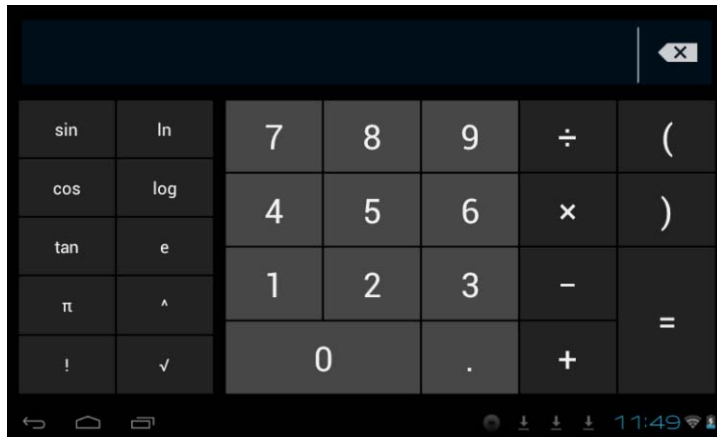 sin ln 7 8 9 ÷ (
cos log 4 5 6 × )
tan e 1 2 3 −
π ^ =
! √ 0 . +
11:49